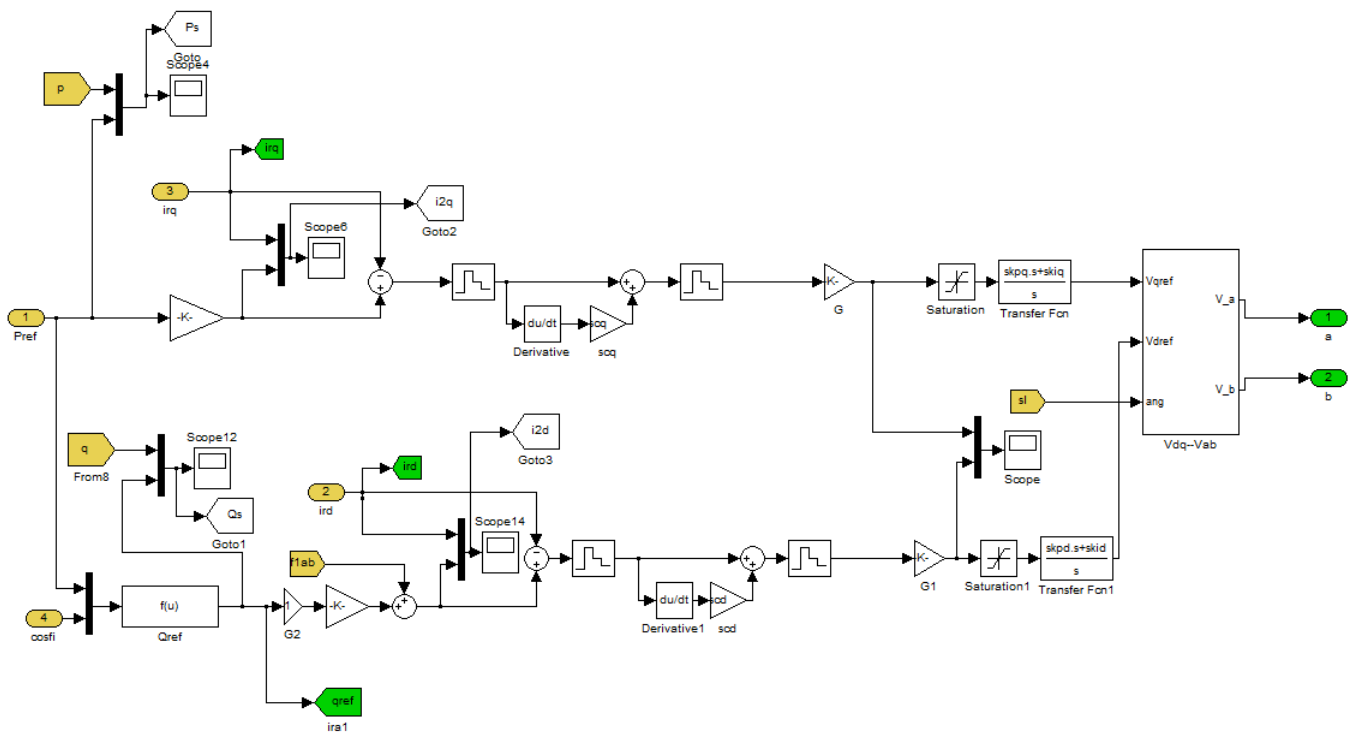 Ps
Goto
Scope4
p
irq
3
irq
i2q
Goto2
Scope6
1
Pref
-K-
du/dt
Derivative
scq
scq
K-
G
Saturation
skpq.s+skiq
s
Transfer Fcn
Vqref
Vdref
ang
V_a
V_b
Vdq--Vab
1
a
2
b
sl
Scope
q
From8
Scope12
Qs
Goto1
i2d
Goto3
ird
2
ird
Scope14
f1ab
4
cosfi
f(u)
Qref
1
G2
-K-
du/dt
Derivative1
scd
scd
K-
G1
Saturation1
skpd.s+skid
s
Transfer Fcn1
qref
ira1